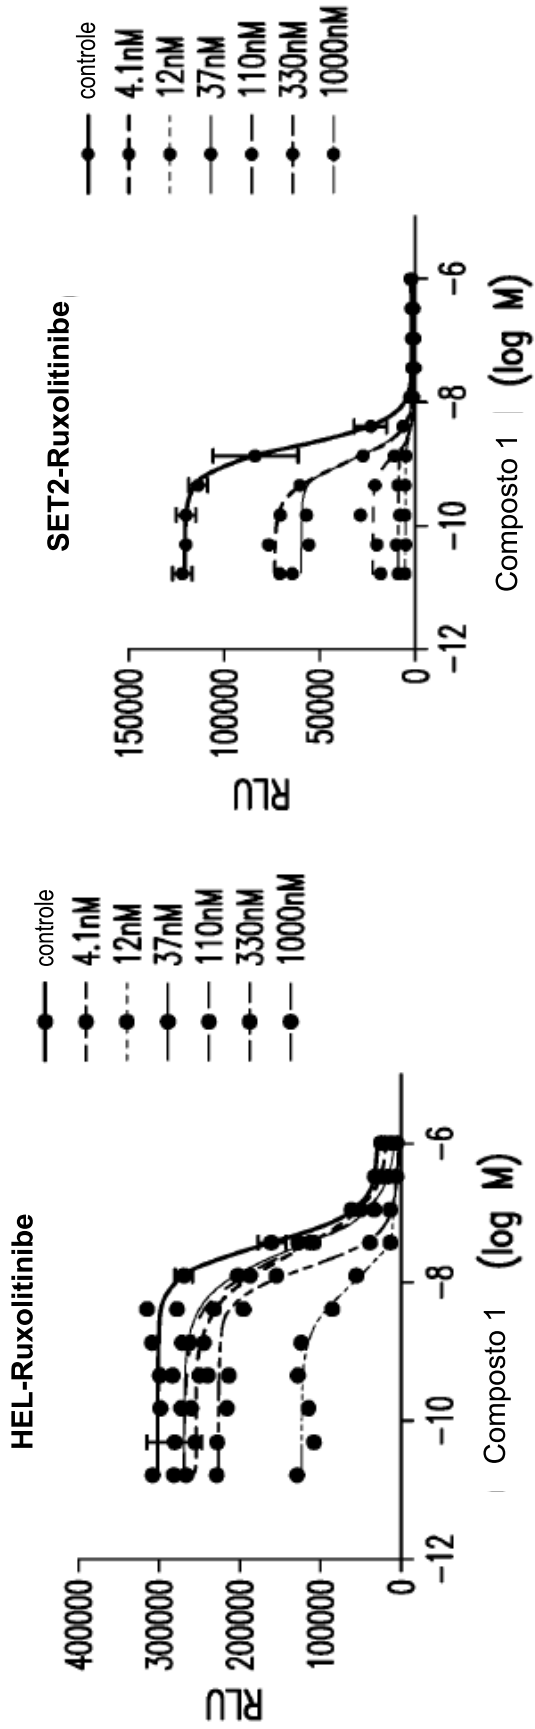 HEL-Ruxolitinibe
400000
300000
200000
100000
0
RLU
-12
-10
-8
-6
Composto 1 (log M)
controle
4.1nM
12nM
37nM
110nM
330nM
1000nM
SET2-Ruxolitinibe
150000
100000
50000
0
RLU
-12
-10
-8
-6
Composto 1 (log M)
controle
4.1nM
12nM
37nM
110nM
330nM
1000nM